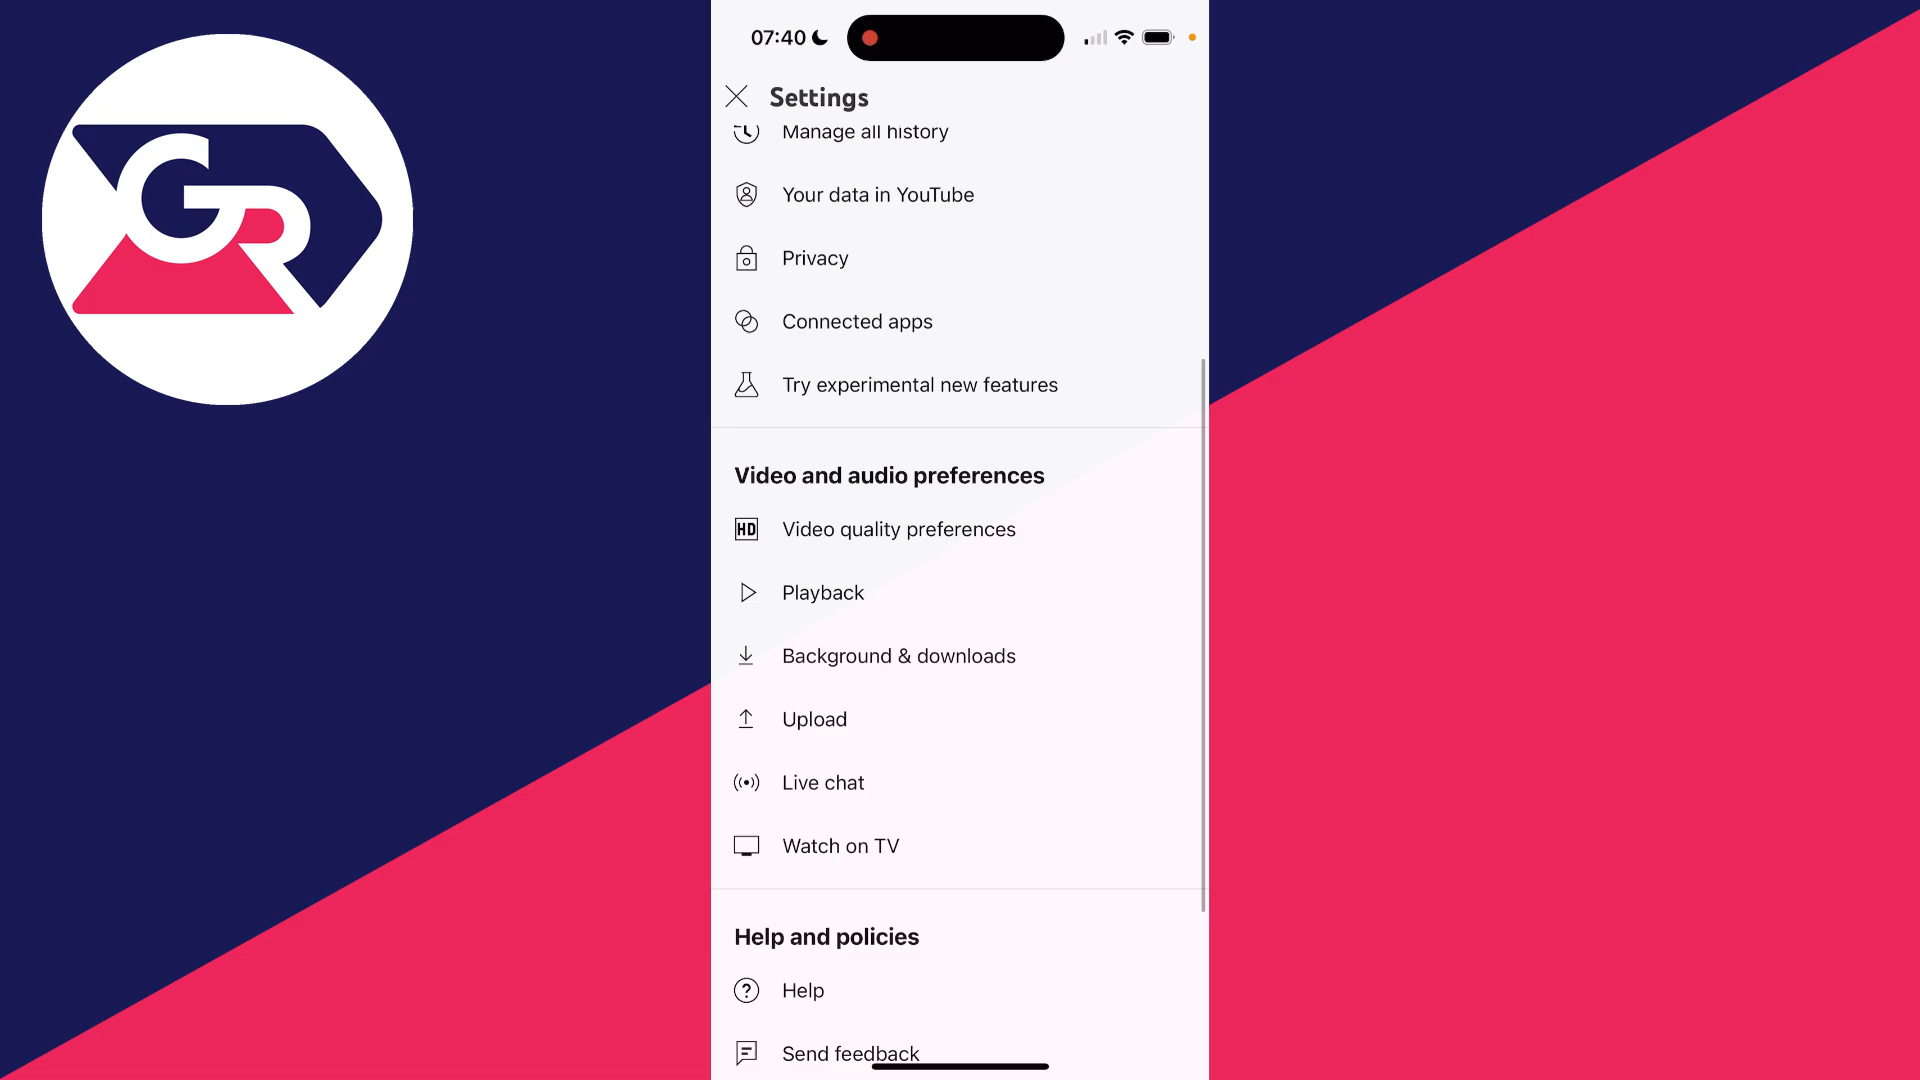 GR
07:40
Settings
Manage all history
Your data in YouTube
Privacy
Connected apps
Try experimental new features
Video and audio preferences
HD Video quality preferences
Playback
Background & downloads
Upload
Live chat
Watch on TV
Help and policies
? Help
Send feedback